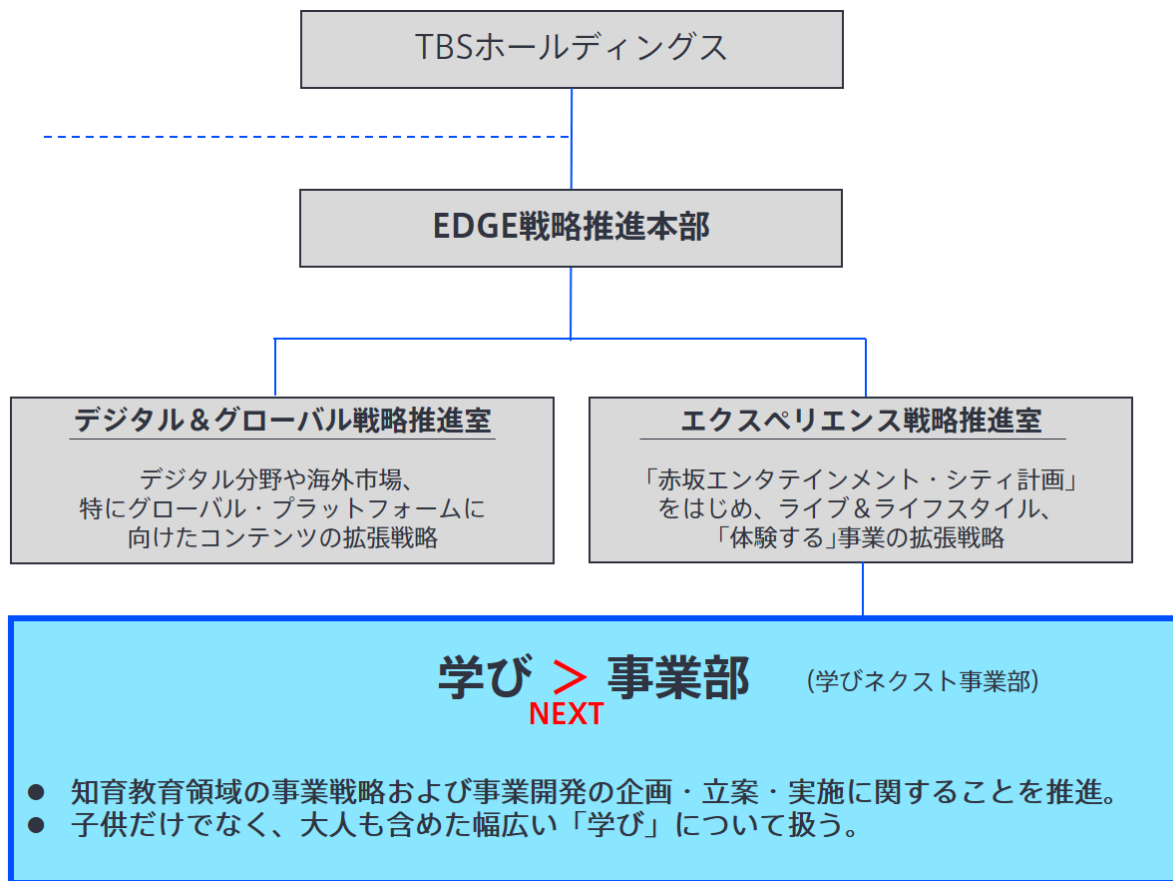 TBSホールディングス
EDGE戦略推進本部
デジタル&グローバル戦略推進室
デジタル分野や海外市場、
特にグローバル・プラットフォームに
向けたコンテンツの拡張戦略
エクスペリエンス戦略推進室
「赤坂エンタテインメント・シティ計画」
をはじめ、ライブ&ライフスタイル、
「体験する」事業の拡張戦略
学び > 事業部 (学びネクスト事業部)
NEXT
● 知育教育領域の事業戦略および事業開発の企画・立案・実施に関することを推進。
● 子供だけでなく、大人も含めた幅広い「学び」について扱う。